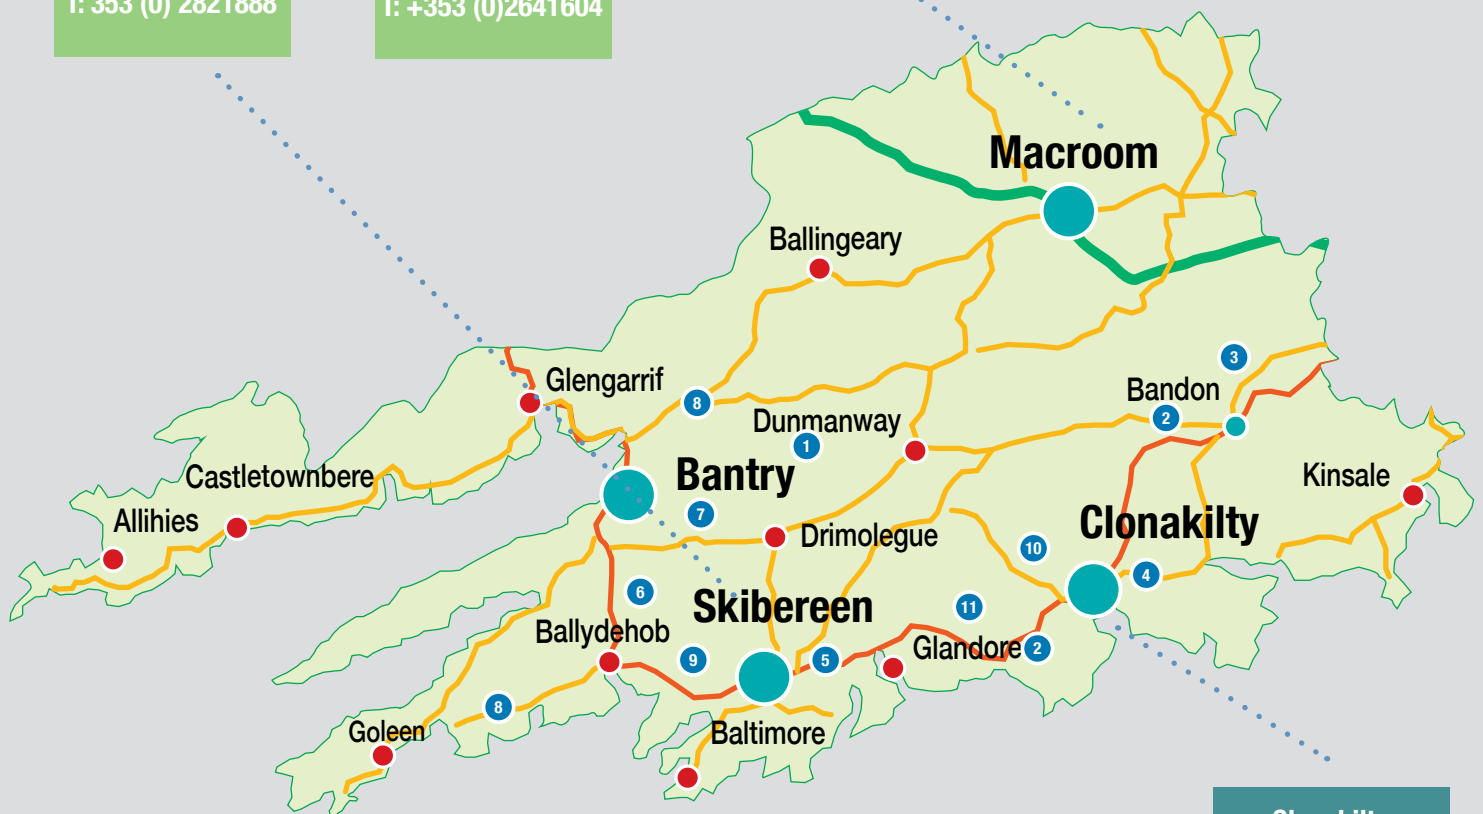 T: 353 (0) 2821888
T: +353 (0)2641604
Macroom
Ballingeary
3
Glengarrif
Bandon
8
2
Dunmanway
1
Bantry
Castletownbere
Kinsale
7
Allihies
Clonakilty
Drimolegue
10
4
6
Skibereen
11
Ballydehob
Glandore
2
9
5
8
Goleen
Baltimore